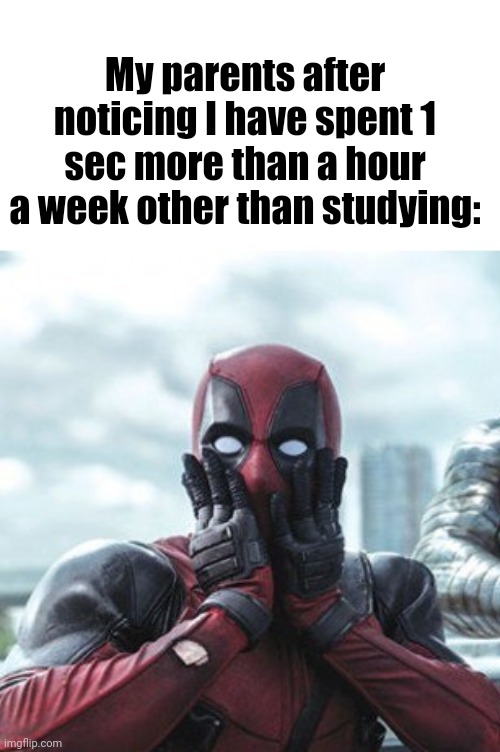 My parents after
noticing I have spent 1
sec more than a hour
a week other than studying:
imgflip.com